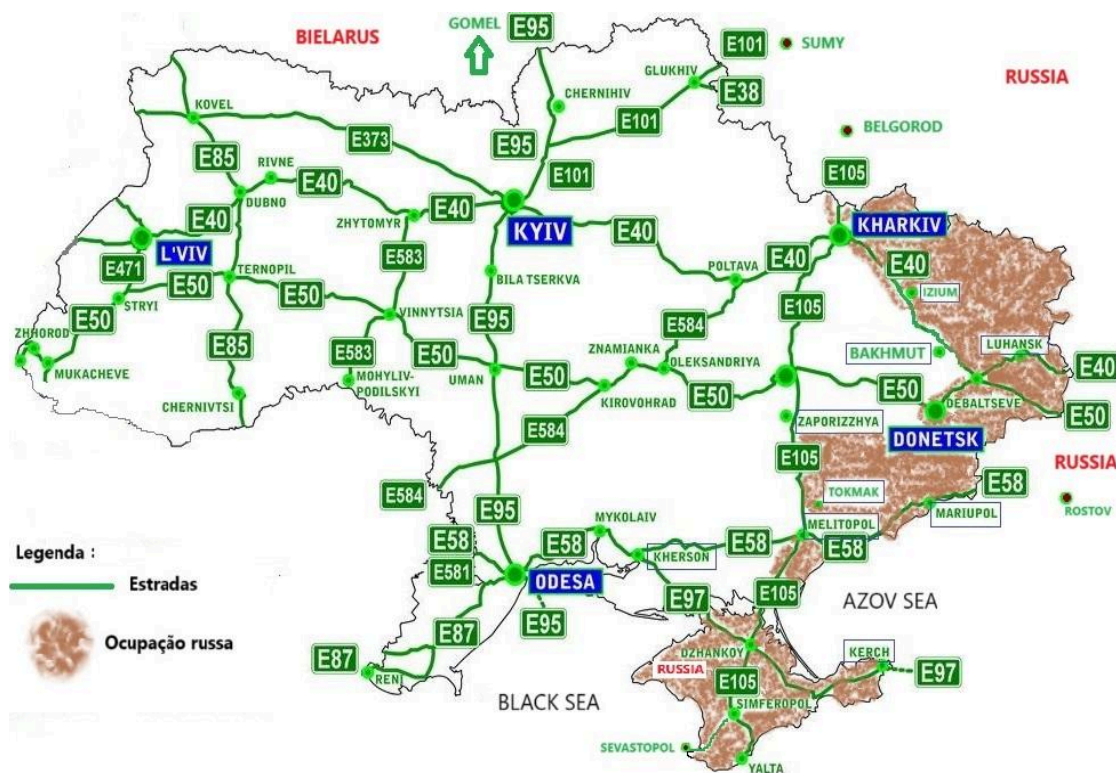 GOMEL
E95
BIELARUS
E101
SUMY
GLUKHIV
E38
RUSSIA
CHERNIHIV
KOVEL
E101
BELGOROD
E373
E95
E85
RIVNE
E101
E105
E40
DUBNO
E40
ZHYTOMYR
KYIV
KHARKIV
E40
E40
L'VIV
E583
E40
E40
E471
TERNOPIL
BILA TSERKVA
POLTAVA
IZIUM
E50
E50
STRYI
E105
E50
VINNYTSIA
E95
E584
ZHHOROD
E85
LUHANSK
BAKHMUT
E583
E50
ZNAMIANKA
OLEKSANDRIYA
MUKACHEVE
MOHYLIV-
PODILSKYI
UMAN
E50
E40
CHERNIVTSI
KIROVOHRAD
E50
E50
DEBALTSEVE
E50
ZAPORIZZHYA
E584
DONETSK
E105
RUSSIA
E584
TOKMAK
E58
ROSTOV
E95
MARIUPOL
MYKOLAIV
MELITOPOL
E58
E58
E58
KHERSON
E58
Legenda :
E581
ODESA
Estradas
E105
E97
AZOV SEA
E95
E87
Ocupação russa
DZHANKOY
KERCH
E87
RENI
RUSSIA
E97
E105
BLACK SEA
SIMFEROPOL
SEVASTOPOL
YALTA